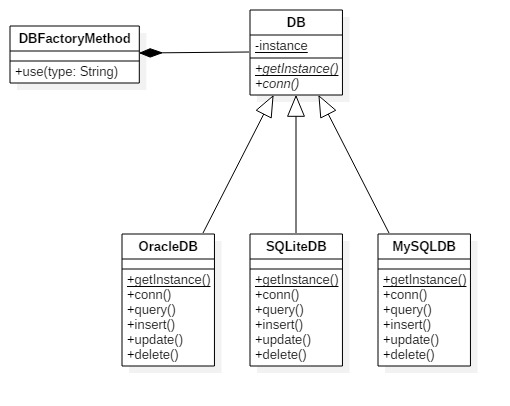 DBFactoryMethod
+use(type: String)
DB
-instance
+getInstance()
+conn()
OracleDB
+getInstance()
+conn()
+query()
+insert()
+update()
+delete()
SQLiteDB
+getInstance()
+conn()
+query()
+insert()
+update()
+delete()
MySQLDB
+getInstance()
+conn()
+query()
+insert()
+update()
+delete()